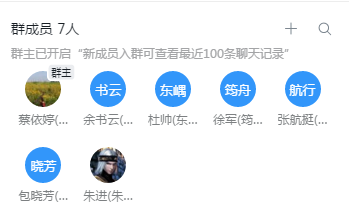 群成员 7人
群主已开启“新成员入群可查看最近100条聊天记录”
群主
书云 东嵎 筠舟 航行
蔡依婷(... 余书云(... 杜帅(东... 徐军(筠... 张航挺(...
晓芳
包晓芳(... 朱进(朱...